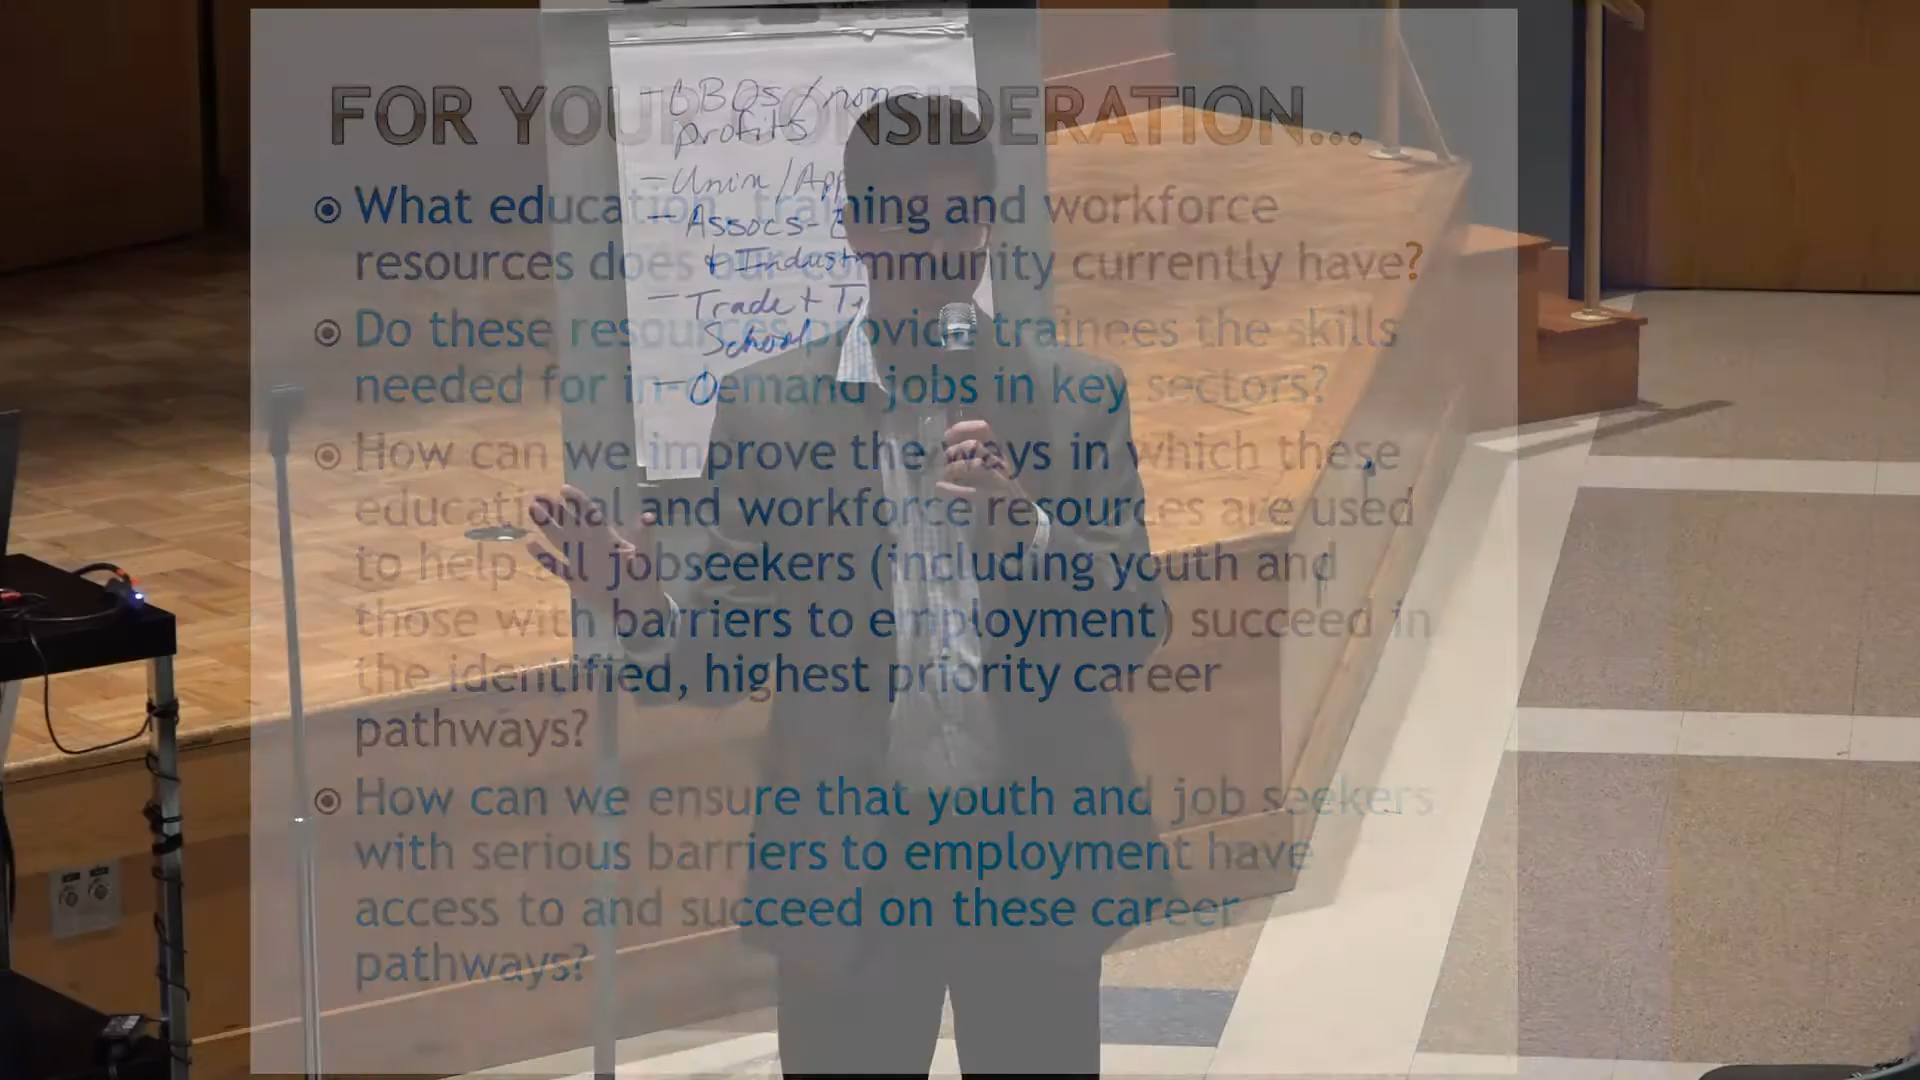 FOR YOUR CONSIDERATION...
What education, training and workforce
resources does our community currently have?
Do these resources provide trainees the skills
needed for in-demand jobs in key sectors?
How can we improve the ways in which these
educational and workforce resources are used
to help all jobseekers (including youth and
those with barriers to employment) succeed in
the identified, highest priority career
pathways?
How can we ensure that youth and job seekers
with serious barriers to employment have
access to and succeed on these career
pathways?
- CBOs / non
profits
- Union / App
- Assocs -
+ Indust
- Trade + T
School
-